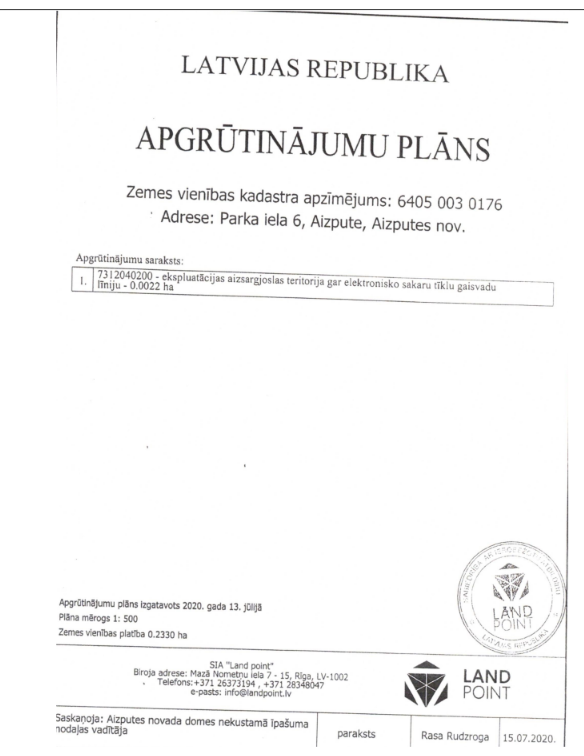 LATVIJAS REPUBLIKA
APGRŪTINĀJUMU PLĀNS
Zemes vienības kadastra apzīmējums: 6405 003 0176
Adrese: Parka iela 6, Aizpute, Aizputes nov.
Apgrūtinājumu saraksts:
1. 7312040200 - ekspluatācijas aizsargjoslas teritorija gar elektronisko sakaru tīklu gaisvadu
līniju - 0.0022 ha
LAND
POINT
LATVIJAS REPUBLIKA
Apgrūtinājumu plāns izgatavots 2020. gada 13. jūlijā
Plāna mērogs 1: 500
Zemes vienības platība 0.2330 ha
SIA "Land point"
Biroja adrese: Mazā Nometņu iela 7 - 15, Rīga, LV-1002
Telefons:+371 26373194 , +371 28348047
e-pasts: info@landpoint.lv
LAND
POINT
Saskaņoja: Aizputes novada domes nekustamā īpašuma
nodaļas vadītāja
paraksts
Rasa Rudzroga
15.07.2020.